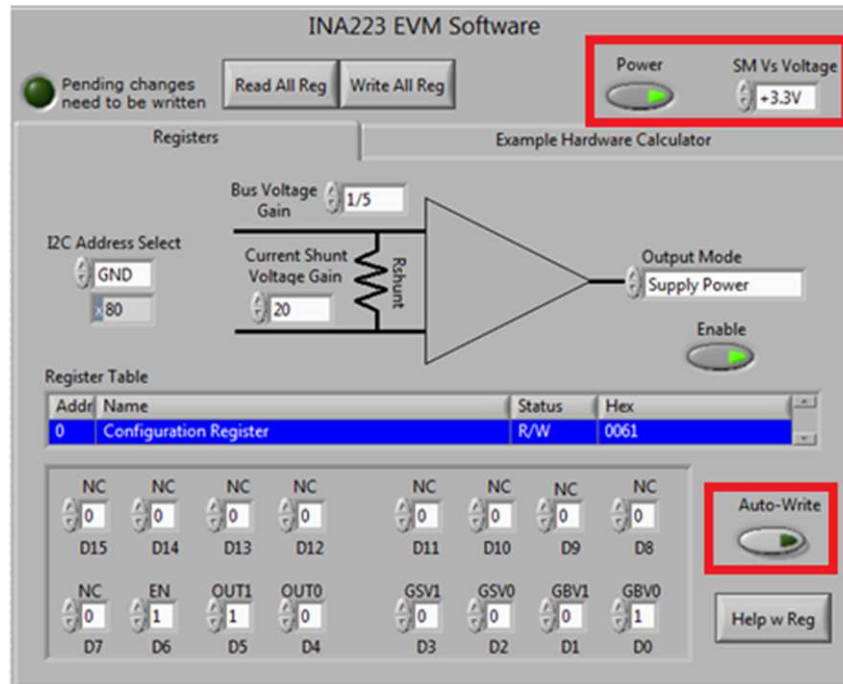 INA223 EVM Software
Pending changes
need to be written
Read All Reg
Write All Reg
Power
SM Vs Voltage
+3.3V
Registers
Example Hardware Calculator
Bus Voltage
Gain
1/5
I2C Address Select
GND
x80
Current Shunt
Voltage Gain
20
Rshunt
Output Mode
Supply Power
Enable
Register Table
Addr Name Status Hex
0 Configuration Register R/W 0061
NC NC NC NC NC NC NC NC
0 0 0 0 0 0 0 0
D15 D14 D13 D12 D11 D10 D9 D8
Auto-Write
NC EN OUT1 OUT0 GSV1 GSV0 GBV1 GBV0
0 1 1 0 0 0 0 1
D7 D6 D5 D4 D3 D2 D1 D0
Help w Reg